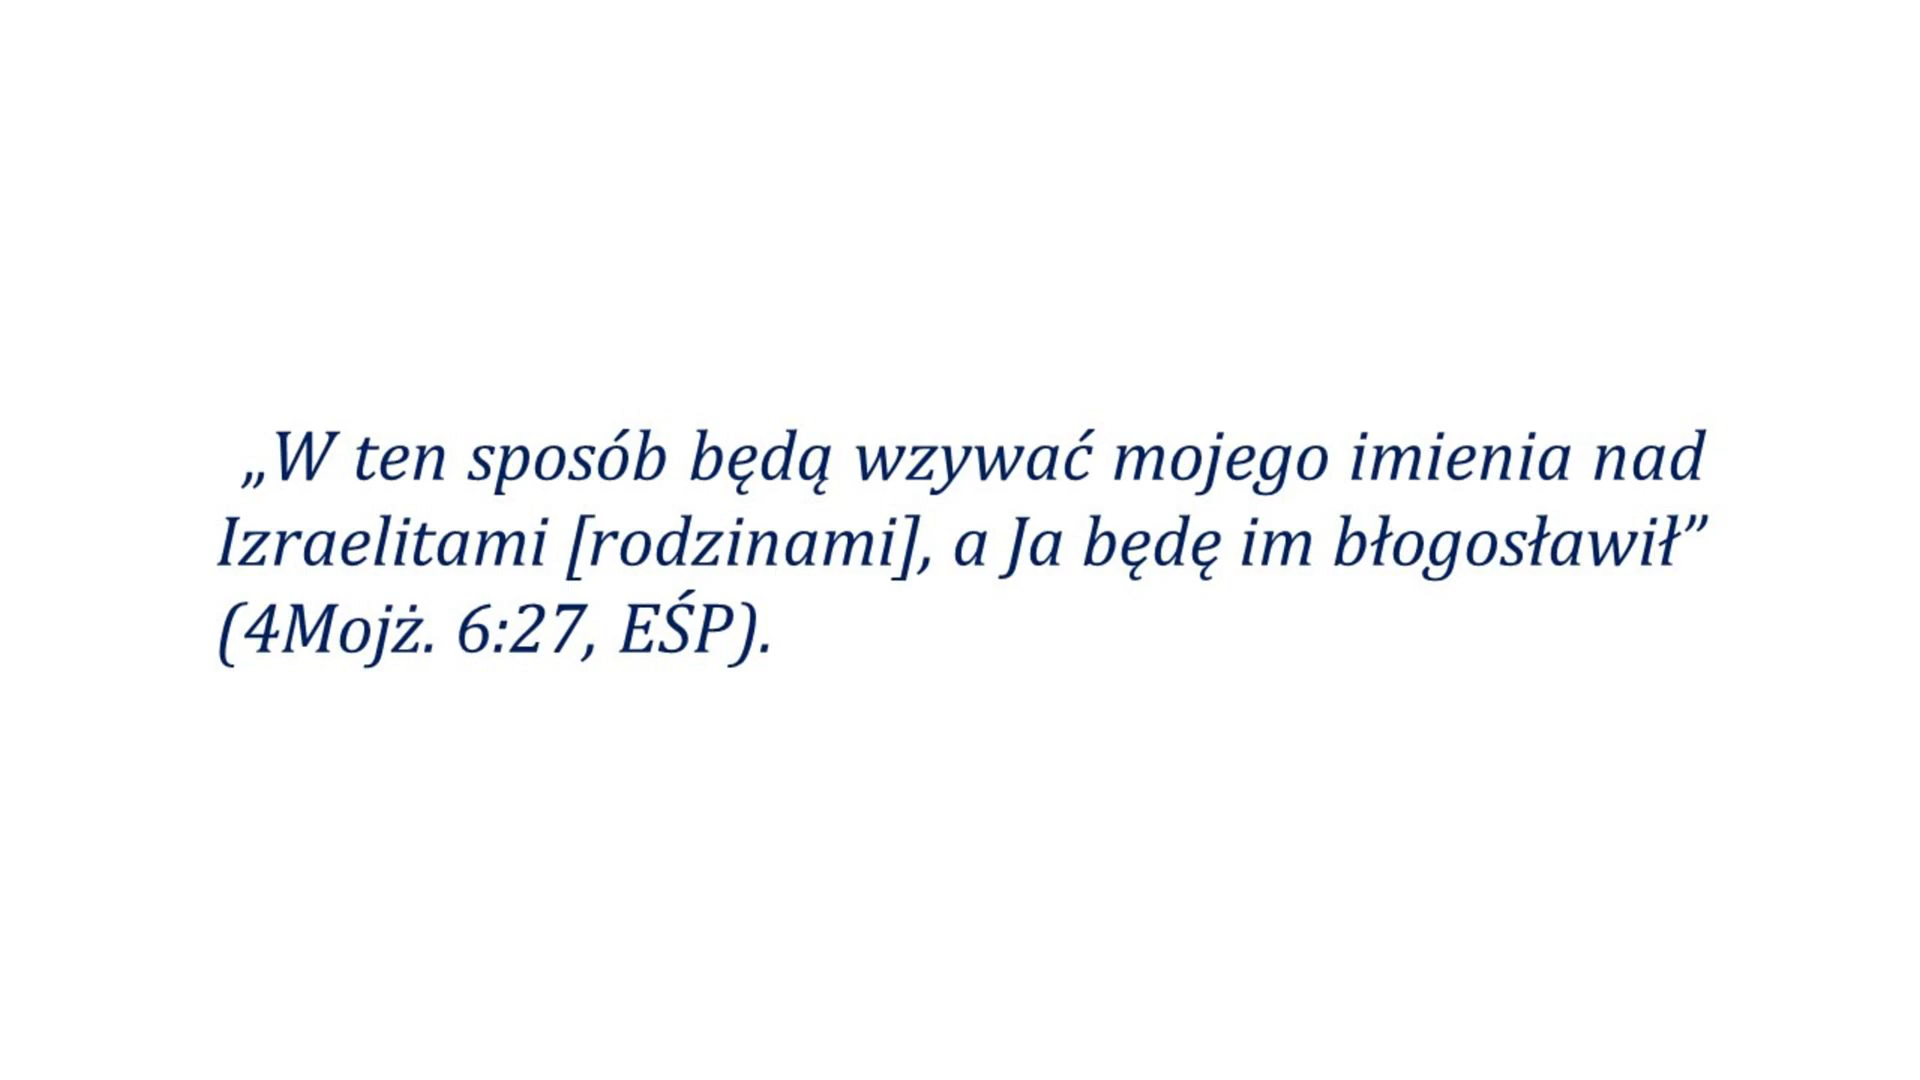 „W ten sposób będą wzywać mojego imienia nad
Izraelitami [rodzinami], a Ja będę im błogosławił”
(4Mojż. 6:27, EŚP).